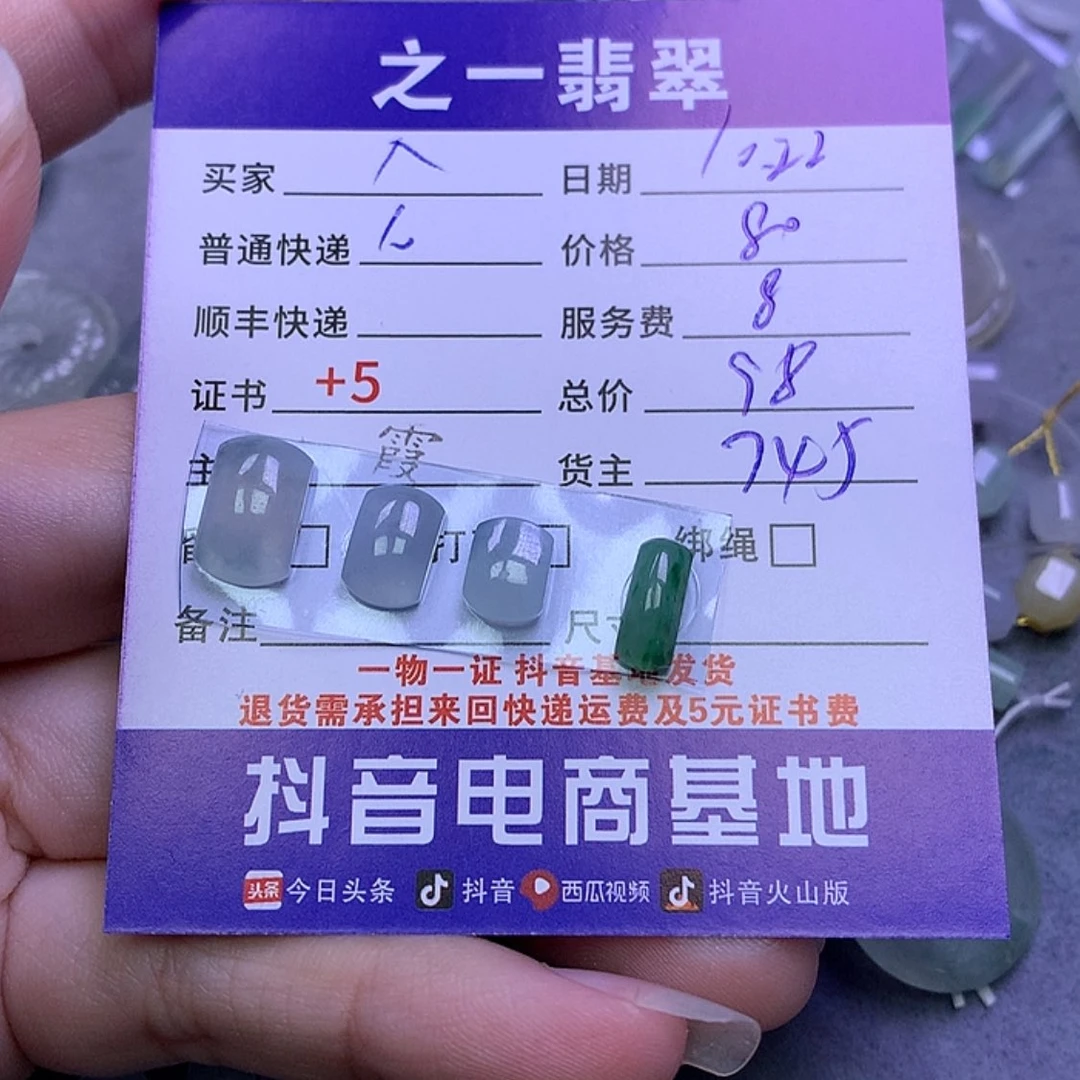 之一翡翠
买家 日期 1022
普通快递 价格 80
顺丰快递 服务费 8
证书 +5 总价 98
主 霞 货主 745
打 绑绳
备注 尺寸
一物一证 抖音基地发货
退货需承担来回快递运费及5元证书费
抖音电商基地
头条 今日头条 抖音 西瓜视频 抖音火山版